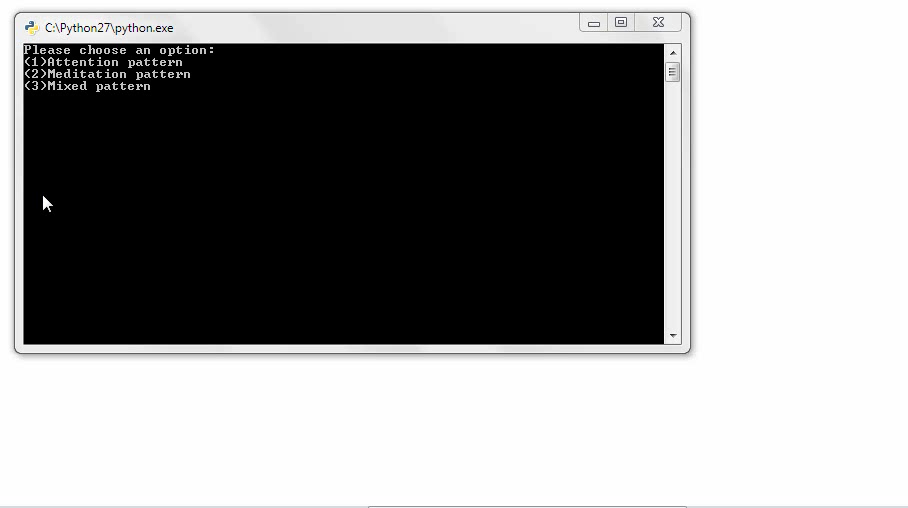 C:\Python27\python.exe
Please choose an option:
(1)Attention pattern
(2)Meditation pattern
(3)Mixed pattern